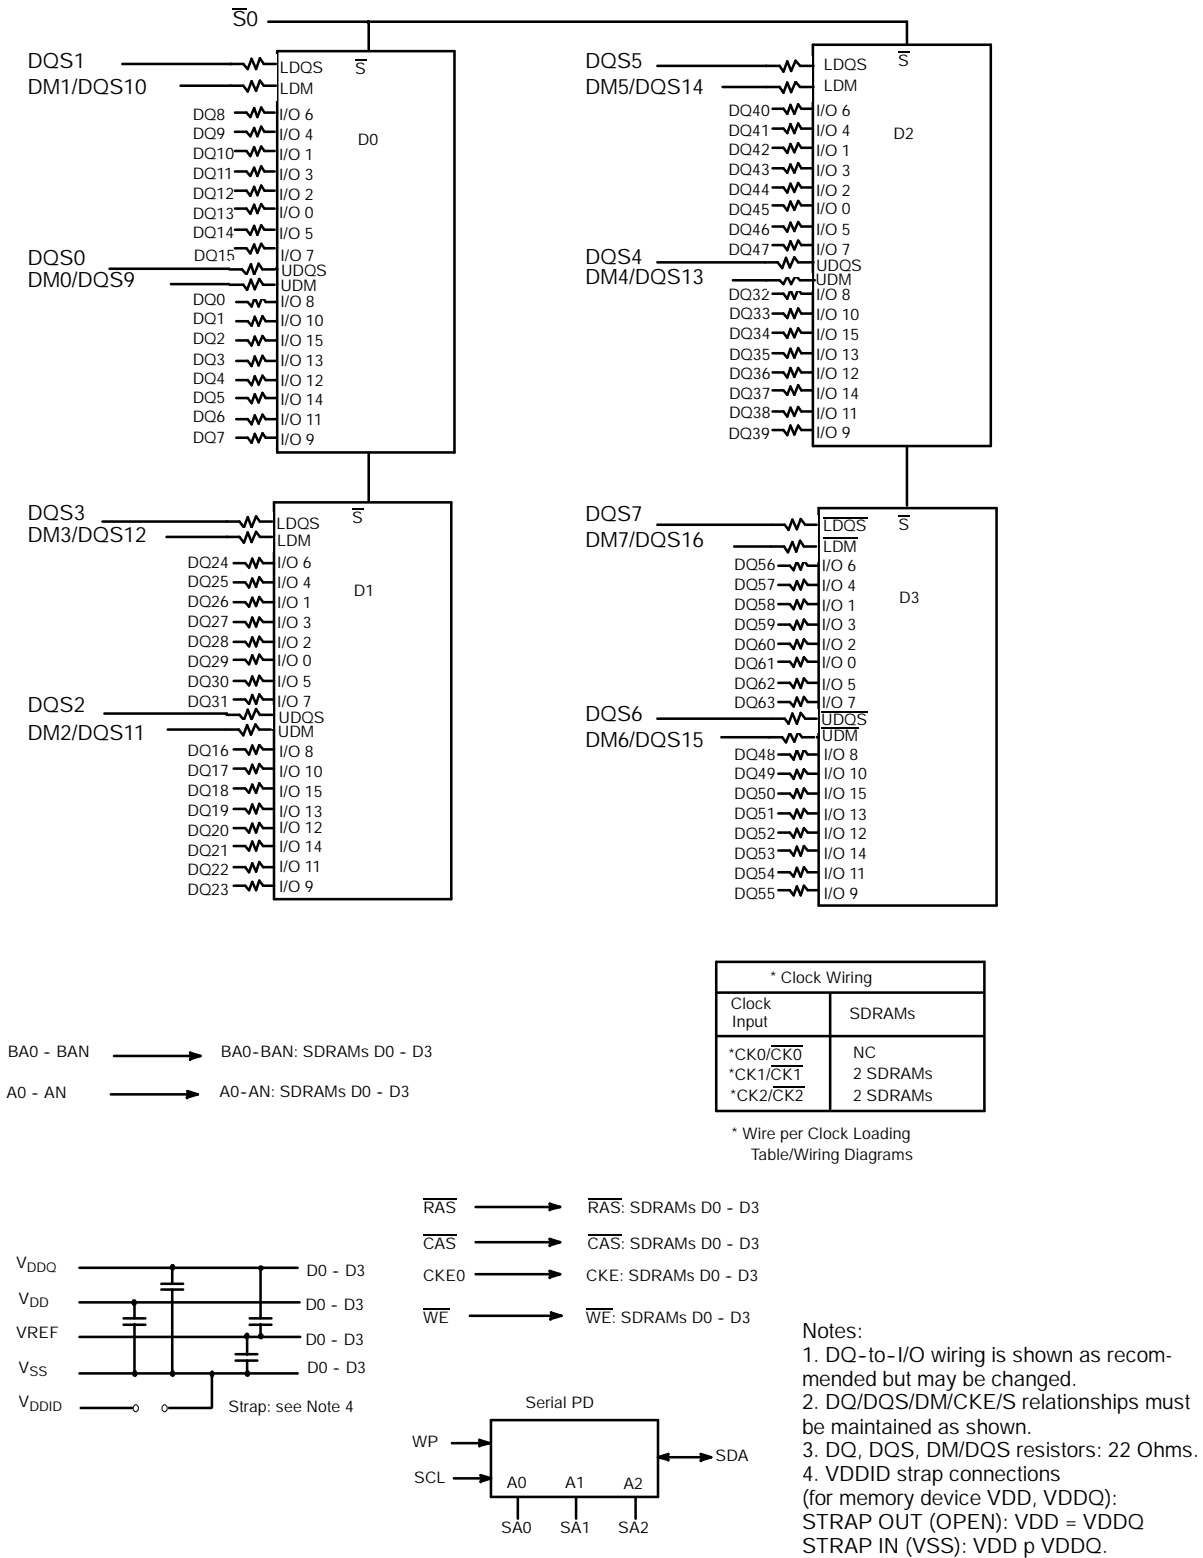 S̅0
DQS1
LDQS
S̅
DM1/DQS10
LDM
D0
DQ8 I/O 6
DQ9 I/O 4
DQ10 I/O 1
DQ11 I/O 3
DQ12 I/O 2
DQ13 I/O 0
DQ14 I/O 5
DQ15 I/O 7
DQS0
UDQS
DM0/DQS9
UDM
DQ0 I/O 8
DQ1 I/O 10
DQ2 I/O 15
DQ3 I/O 13
DQ4 I/O 12
DQ5 I/O 14
DQ6 I/O 11
DQ7 I/O 9
DQS5
LDQS
S̅
DM5/DQS14
LDM
D2
DQ40 I/O 6
DQ41 I/O 4
DQ42 I/O 1
DQ43 I/O 3
DQ44 I/O 2
DQ45 I/O 0
DQ46 I/O 5
DQ47 I/O 7
DQS4
UDQS
DM4/DQS13
UDM
DQ32 I/O 8
DQ33 I/O 10
DQ34 I/O 15
DQ35 I/O 13
DQ36 I/O 12
DQ37 I/O 14
DQ38 I/O 11
DQ39 I/O 9
DQS3
LDQS
S̅
DM3/DQS12
LDM
D1
DQ24 I/O 6
DQ25 I/O 4
DQ26 I/O 1
DQ27 I/O 3
DQ28 I/O 2
DQ29 I/O 0
DQ30 I/O 5
DQ31 I/O 7
DQS2
UDQS
DM2/DQS11
UDM
DQ16 I/O 8
DQ17 I/O 10
DQ18 I/O 15
DQ19 I/O 13
DQ20 I/O 12
DQ21 I/O 14
DQ22 I/O 11
DQ23 I/O 9
DQS7
L̅D̅Q̅S̅
S̅
DM7/DQS16
L̅D̅M̅
D3
DQ56 I/O 6
DQ57 I/O 4
DQ58 I/O 1
DQ59 I/O 3
DQ60 I/O 2
DQ61 I/O 0
DQ62 I/O 5
DQ63 I/O 7
DQS6
U̅D̅Q̅S̅
DM6/DQS15
U̅D̅M̅
DQ48 I/O 8
DQ49 I/O 10
DQ50 I/O 15
DQ51 I/O 13
DQ52 I/O 12
DQ53 I/O 14
DQ54 I/O 11
DQ55 I/O 9
* Clock Wiring
Clock Input SDRAMs
*CK0/C̅K̅0̅ NC
*CK1/C̅K̅1̅ 2 SDRAMs
*CK2/C̅K̅2̅ 2 SDRAMs
* Wire per Clock Loading
Table/Wiring Diagrams
BA0 - BAN BA0-BAN: SDRAMs D0 - D3
A0 - AN A0-AN: SDRAMs D0 - D3
R̅A̅S̅ R̅A̅S̅: SDRAMs D0 - D3
C̅A̅S̅ C̅A̅S̅: SDRAMs D0 - D3
CKE0 CKE: SDRAMs D0 - D3
W̅E̅ W̅E̅: SDRAMs D0 - D3
VDDQ D0 - D3
VDD D0 - D3
VREF D0 - D3
VSS D0 - D3
VDDID Strap: see Note 4
Serial PD
WP
SDA
SCL
A0 A1 A2
SA0 SA1 SA2
Notes:
1. DQ-to-I/O wiring is shown as recom-
mended but may be changed.
2. DQ/DQS/DM/CKE/S relationships must
be maintained as shown.
3. DQ, DQS, DM/DQS resistors: 22 Ohms.
4. VDDID strap connections
(for memory device VDD, VDDQ):
STRAP OUT (OPEN): VDD = VDDQ
STRAP IN (VSS): VDD p VDDQ.